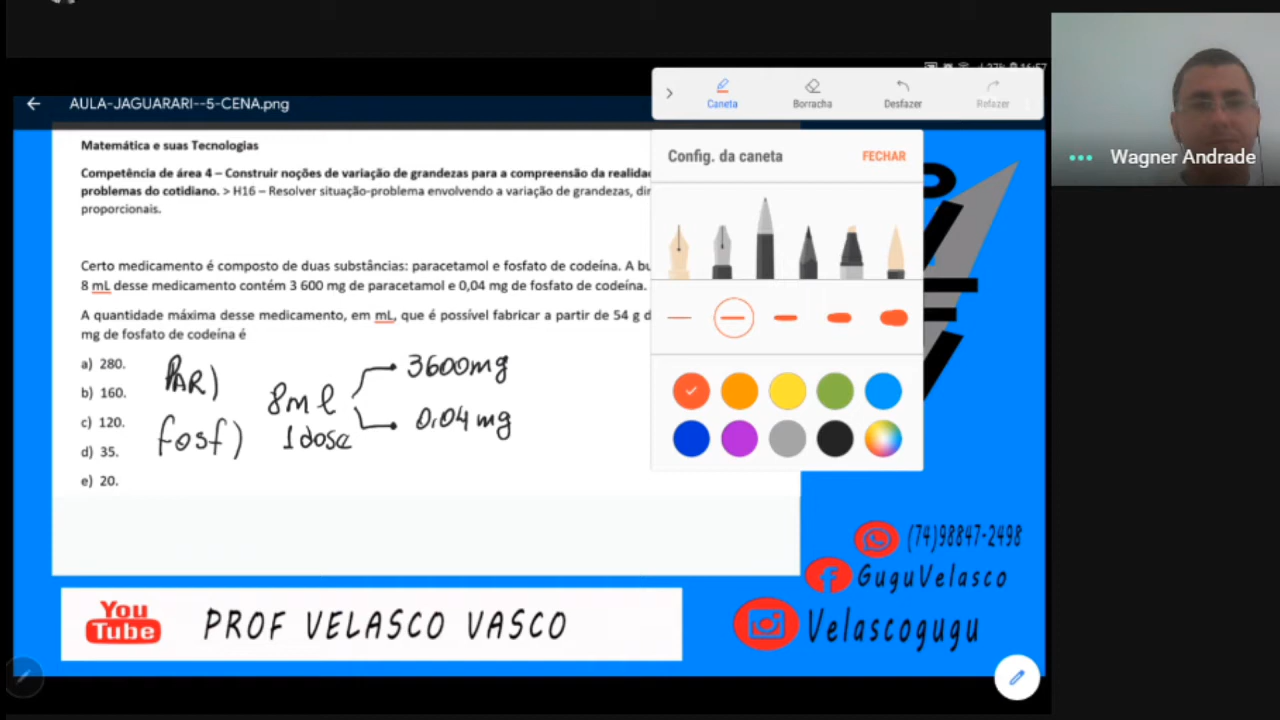 AULA-JAGUARARI--5-CENA.png
Caneta
Borracha
Desfazer
Refazer
Config. da caneta
FECHAR
Wagner Andrade
Matemática e suas Tecnologias
Competência de área 4 – Construir noções de variação de grandezas para a compreensão da realidad
problemas do cotidiano. > H16 – Resolver situação-problema envolvendo a variação de grandezas, dir
proporcionais.
Certo medicamento é composto de duas substâncias: paracetamol e fosfato de codeína. A bu
8 mL desse medicamento contém 3 600 mg de paracetamol e 0,04 mg de fosfato de codeína.
A quantidade máxima desse medicamento, em mL, que é possível fabricar a partir de 54 g d
mg de fosfato de codeína é
a) 280.
b) 160.
c) 120.
d) 35.
e) 20.
PAR)
fosf)
8ml
1 dose
3600mg
0,04 mg
(74)98847-2498
GuguVelasco
Velascogugu
You
Tube
PROF VELASCO VASCO